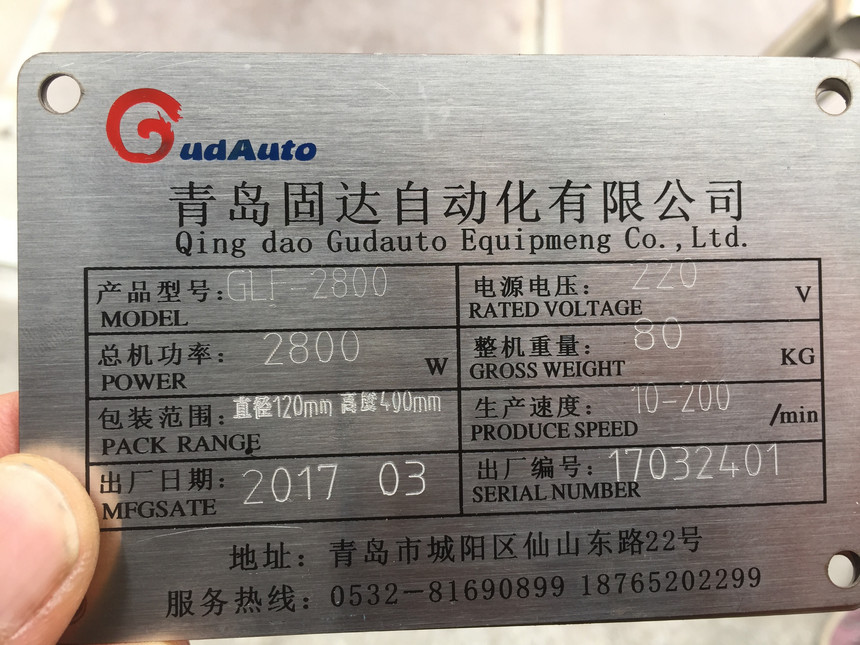 GudAuto
青岛固达自动化有限公司
Qing dao Gudauto Equipmeng Co.,Ltd.
产品型号: GLF-2800
MODEL
电源电压: 220 V
RATED VOLTAGE
总机功率: 2800 W
POWER
整机重量: 80 KG
GROSS WEIGHT
包装范围: 直径120mm 高度400mm
PACK RANGE
生产速度: 10-200 /min
PRODUCE SPEED
出厂日期: 2017 03
MFGSATE
出厂编号: 17032401
SERIAL NUMBER
地址: 青岛市城阳区仙山东路22号
服务热线: 0532-81690899 18765202299